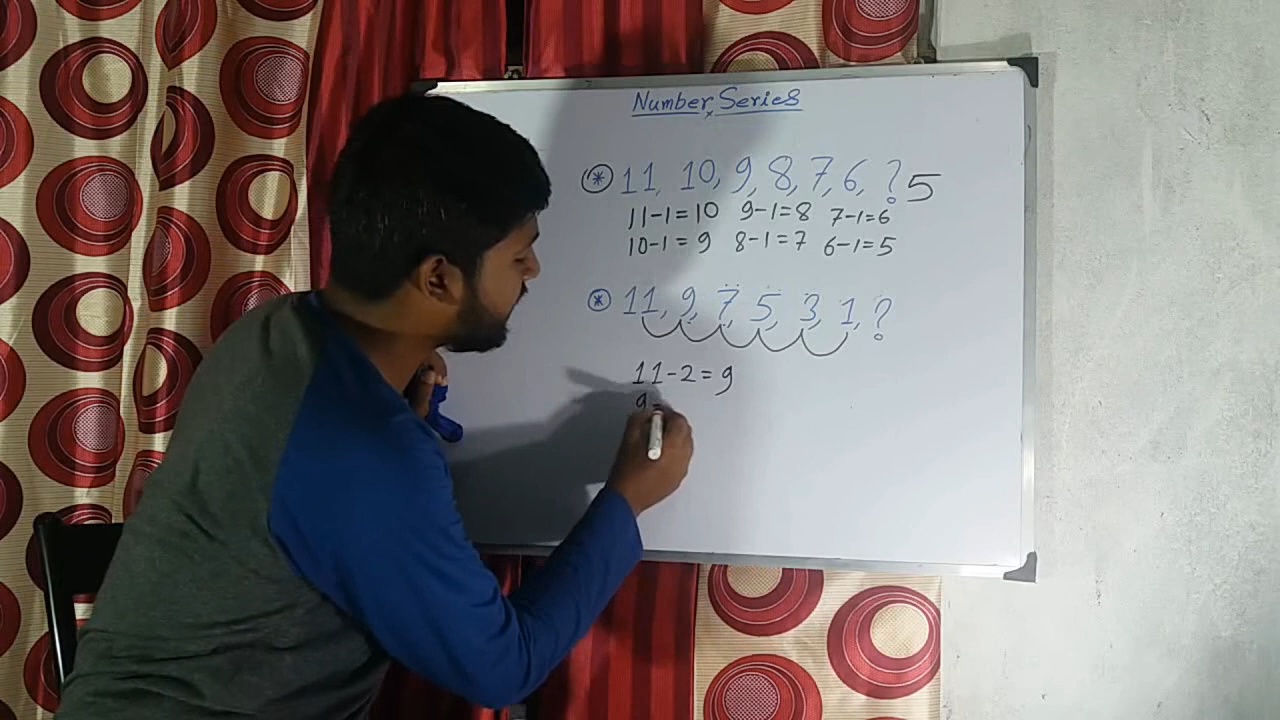 Number Series
* 11, 10, 9, 8, 7, 6, ? 5
11-1=10 9-1=8 7-1=6
10-1=9 8-1=7 6-1=5
* 11, 9, 7, 5, 3, 1, ?
11-2=9
9-